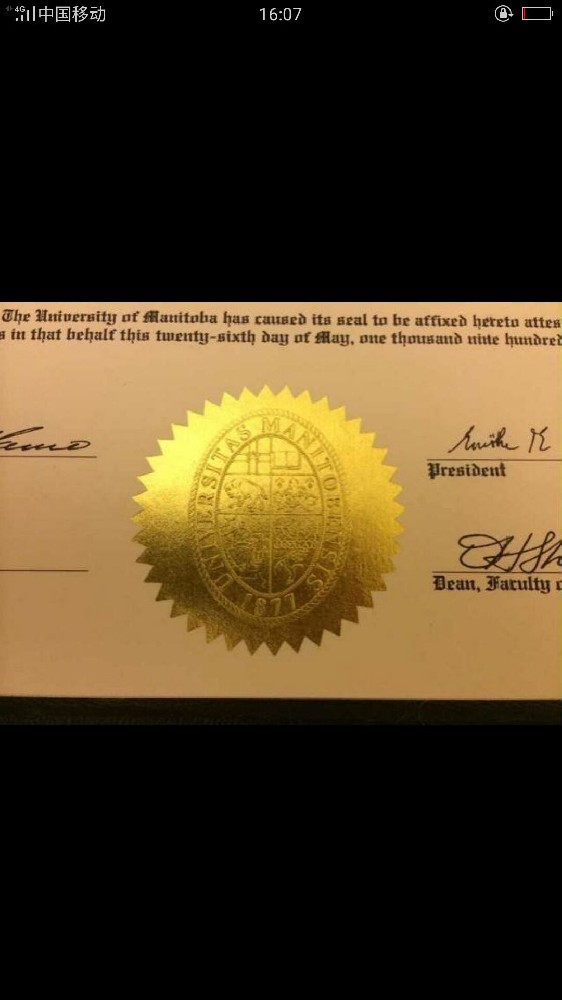 4G 中国移动
16:07
The University of Manitoba has caused its seal to be affixed hereto attes
s in that behalf this twenty-sixth day of May, one thousand nine hundred
UNIVERSITAS MANITOBENSIS
1877
President
Dean, Faculty o